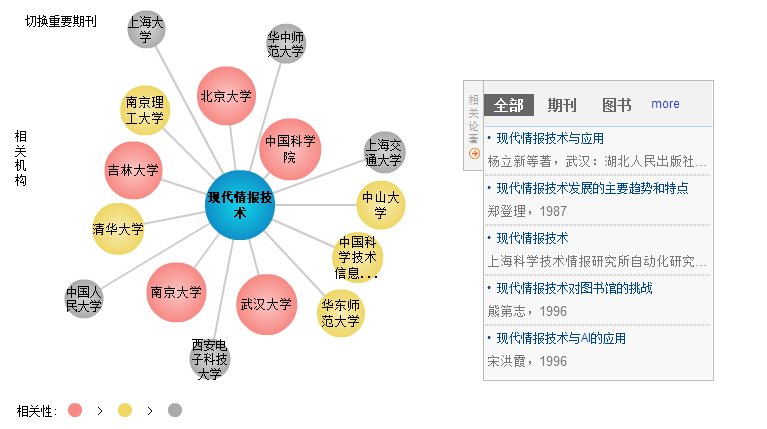 切换重要期刊
上海大
学
华中师
范大学
南京理
工大学
北京大学
相
关
机
构
中国科学
院
上海交
通大学
吉林大学
现代情报技
术
中山大
学
清华大学
中国科
学技术
信息...
中国人
民大学
南京大学
武汉大学
华东师
范大学
西安电
子科技
大学
相关性: > >
相
关
论
著
全部 期刊 图书 more
• 现代情报技术与应用
杨立新等著，武汉：湖北人民出版社...
• 现代情报技术发展的主要趋势和特点
郑登理，1987
• 现代情报技术
上海科学技术情报研究所自动化研究...
• 现代情报技术对图书馆的挑战
熊第志，1996
• 现代情报技术与AI的应用
宋洪霞，1996